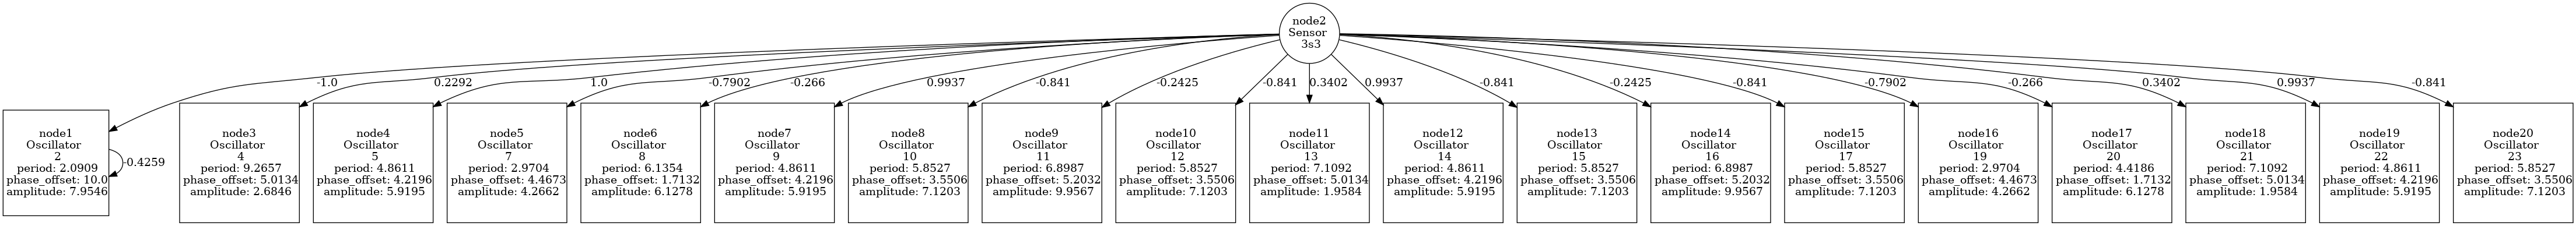 node2
Sensor
3s3
-1.0
0.2292
1.0
-0.7902
-0.266
0.9937
-0.841
-0.2425
-0.841
0.3402
0.9937
-0.841
-0.2425
-0.841
-0.7902
-0.266
0.3402
0.9937
-0.841
node1
Oscillator
2
period: 2.0909
phase_offset: 10.0
amplitude: 7.9546
-0.4259
node3
Oscillator
4
period: 9.2657
phase_offset: 5.0134
amplitude: 2.6846
node4
Oscillator
5
period: 4.8611
phase_offset: 4.2196
amplitude: 5.9195
node5
Oscillator
7
period: 2.9704
phase_offset: 4.4673
amplitude: 4.2662
node6
Oscillator
8
period: 6.1354
phase_offset: 1.7132
amplitude: 6.1278
node7
Oscillator
9
period: 4.8611
phase_offset: 4.2196
amplitude: 5.9195
node8
Oscillator
10
period: 5.8527
phase_offset: 3.5506
amplitude: 7.1203
node9
Oscillator
11
period: 6.8987
phase_offset: 5.2032
amplitude: 9.9567
node10
Oscillator
12
period: 5.8527
phase_offset: 3.5506
amplitude: 7.1203
node11
Oscillator
13
period: 7.1092
phase_offset: 5.0134
amplitude: 1.9584
node12
Oscillator
14
period: 4.8611
phase_offset: 4.2196
amplitude: 5.9195
node13
Oscillator
15
period: 5.8527
phase_offset: 3.5506
amplitude: 7.1203
node14
Oscillator
16
period: 6.8987
phase_offset: 5.2032
amplitude: 9.9567
node15
Oscillator
17
period: 5.8527
phase_offset: 3.5506
amplitude: 7.1203
node16
Oscillator
19
period: 2.9704
phase_offset: 4.4673
amplitude: 4.2662
node17
Oscillator
20
period: 4.4186
phase_offset: 1.7132
amplitude: 6.1278
node18
Oscillator
21
period: 7.1092
phase_offset: 5.0134
amplitude: 1.9584
node19
Oscillator
22
period: 4.8611
phase_offset: 4.2196
amplitude: 5.9195
node20
Oscillator
23
period: 5.8527
phase_offset: 3.5506
amplitude: 7.1203